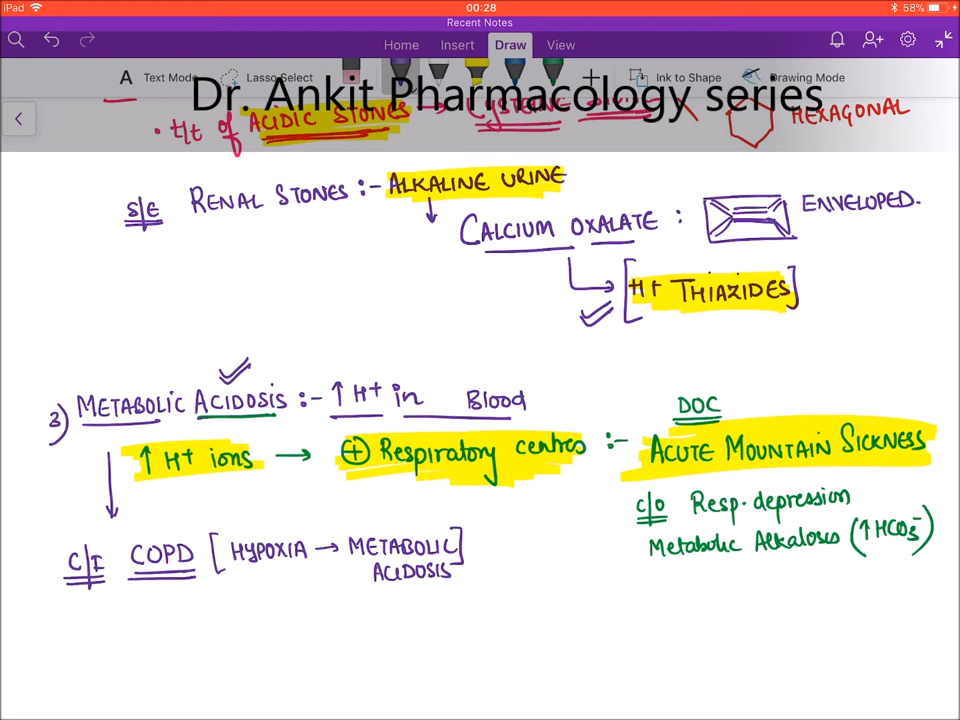 iPad 00:28 58%
Recent Notes
Home Insert Draw View
A Text Mode Lasso Select Ink to Shape Drawing Mode
Dr. Ankit Pharmacology series
• t/t of ACIDIC STONES → CYSTEINE HEXAGONAL
S/E RENAL STONES :- ALKALINE URINE
↓ CALCIUM OXALATE : ENVELOPED.
[H+ THIAZIDES]
3) METABOLIC ACIDOSIS :- ↑ H+ in Blood
DOC
↑ H+ ions → (+) Respiratory centres :- ACUTE MOUNTAIN SICKNESS
c/o Resp. depression
Metabolic Alkaloses (↑HCO3-)
C/I COPD [HYPOXIA → METABOLIC
ACIDOSIS]